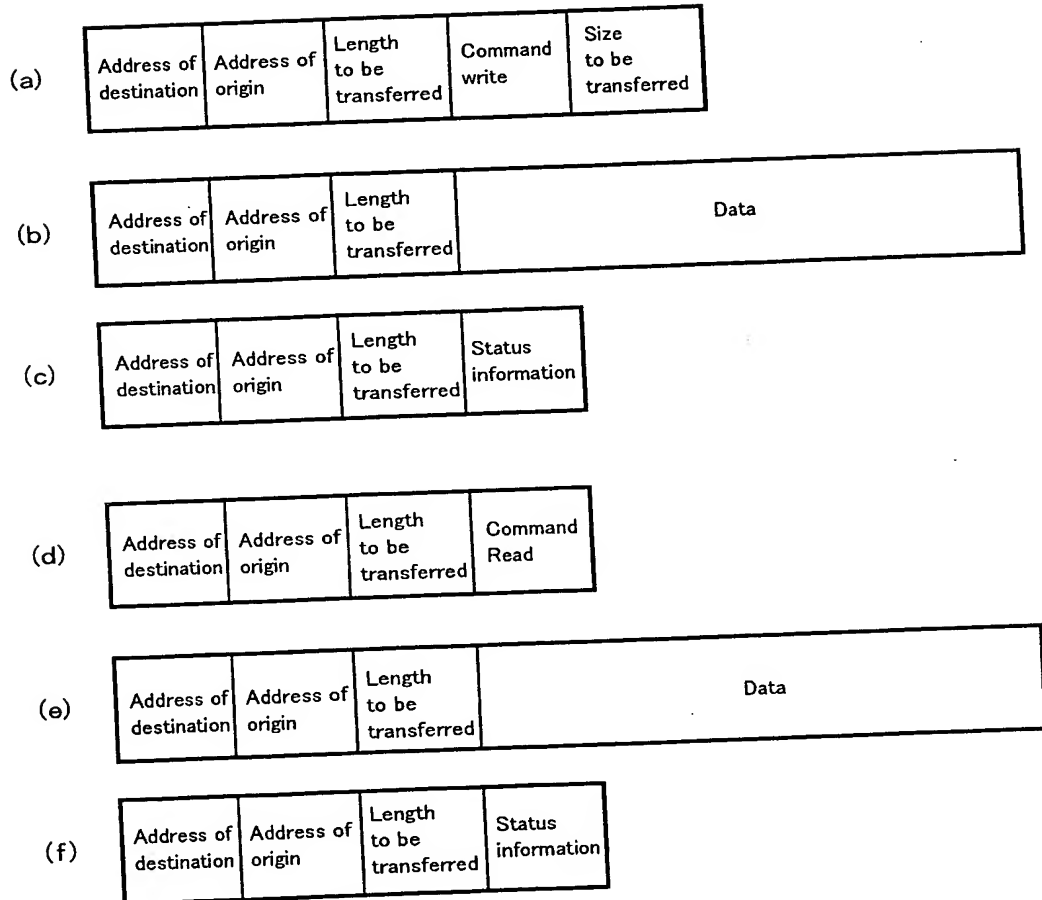 (a)
Address of
destination
Address of
origin
Length
to be
transferred
Command
write
Size
to be
transferred
(b)
Address of
destination
Address of
origin
Length
to be
transferred
Data
(c)
Address of
destination
Address of
origin
Length
to be
transferred
Status
information
(d)
Address of
destination
Address of
origin
Length
to be
transferred
Command
Read
(e)
Address of
destination
Address of
origin
Length
to be
transferred
Data
(f)
Address of
destination
Address of
origin
Length
to be
transferred
Status
information